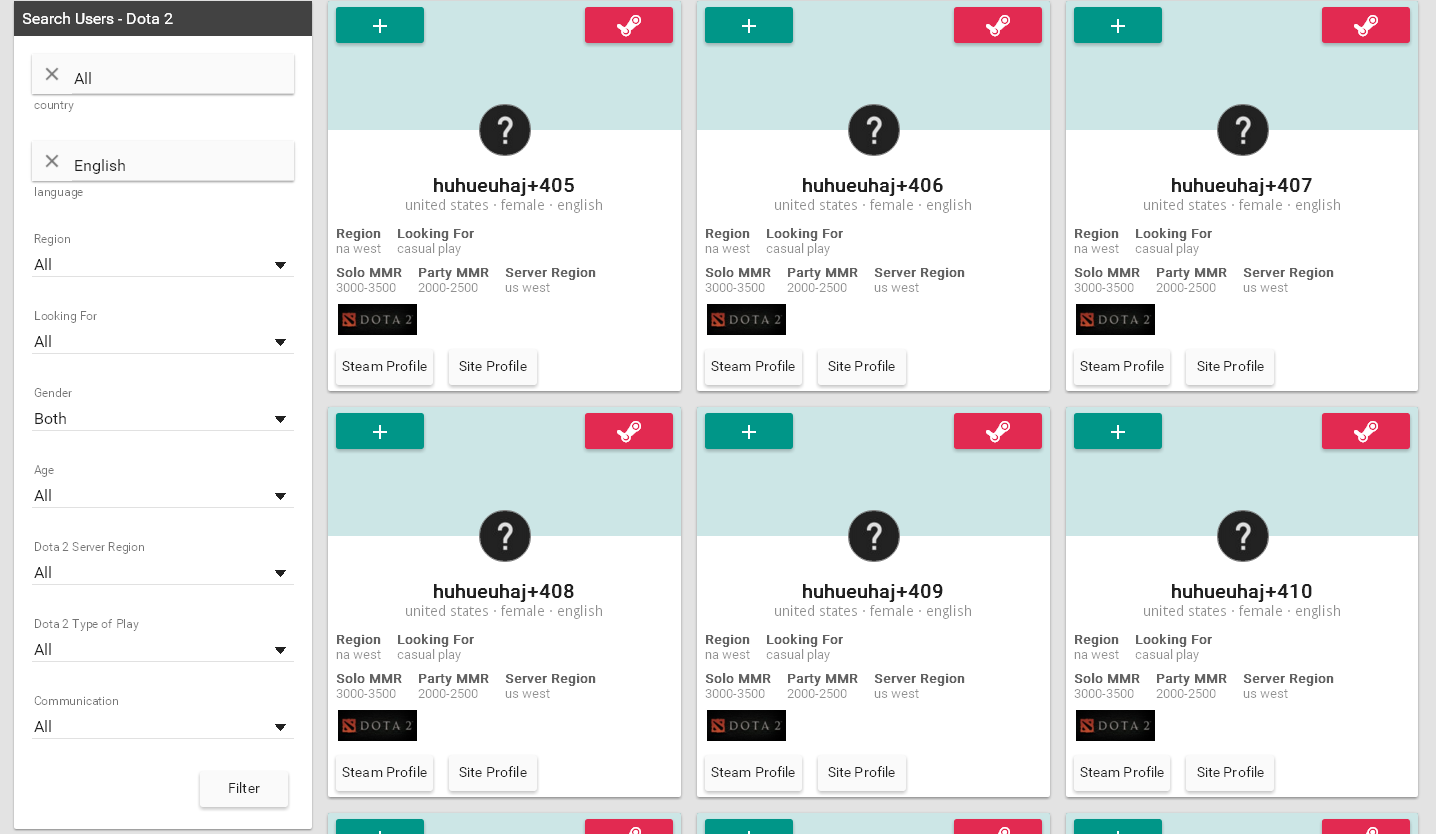 Search Users - Dota 2
All
country
English
language
Region
All
Looking For
All
Gender
Both
Age
All
Dota 2 Server Region
All
Dota 2 Type of Play
All
Communication
All
Filter
?
huhueuhaj+405
united states · female · english
Region Looking For
na west casual play
Solo MMR Party MMR Server Region
3000-3500 2000-2500 us west
DOTA 2
Steam Profile Site Profile
?
huhueuhaj+406
united states · female · english
Region Looking For
na west casual play
Solo MMR Party MMR Server Region
3000-3500 2000-2500 us west
DOTA 2
Steam Profile Site Profile
?
huhueuhaj+407
united states · female · english
Region Looking For
na west casual play
Solo MMR Party MMR Server Region
3000-3500 2000-2500 us west
DOTA 2
Steam Profile Site Profile
?
huhueuhaj+408
united states · female · english
Region Looking For
na west casual play
Solo MMR Party MMR Server Region
3000-3500 2000-2500 us west
DOTA 2
Steam Profile Site Profile
?
huhueuhaj+409
united states · female · english
Region Looking For
na west casual play
Solo MMR Party MMR Server Region
3000-3500 2000-2500 us west
DOTA 2
Steam Profile Site Profile
?
huhueuhaj+410
united states · female · english
Region Looking For
na west casual play
Solo MMR Party MMR Server Region
3000-3500 2000-2500 us west
DOTA 2
Steam Profile Site Profile